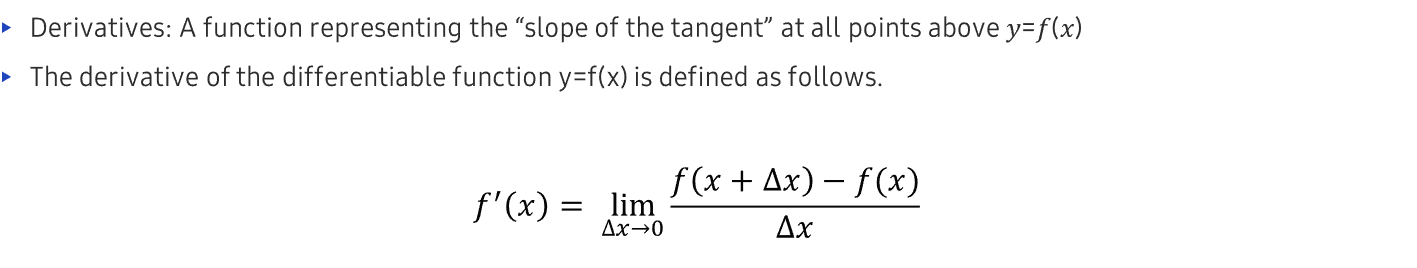 ▸ Derivatives: A function representing the “slope of the tangent” at all points above y=f(x)
▸ The derivative of the differentiable function y=f(x) is defined as follows.
f′(x) = lim_{Δx→0} \frac{f(x + Δx) − f(x)}{Δx}